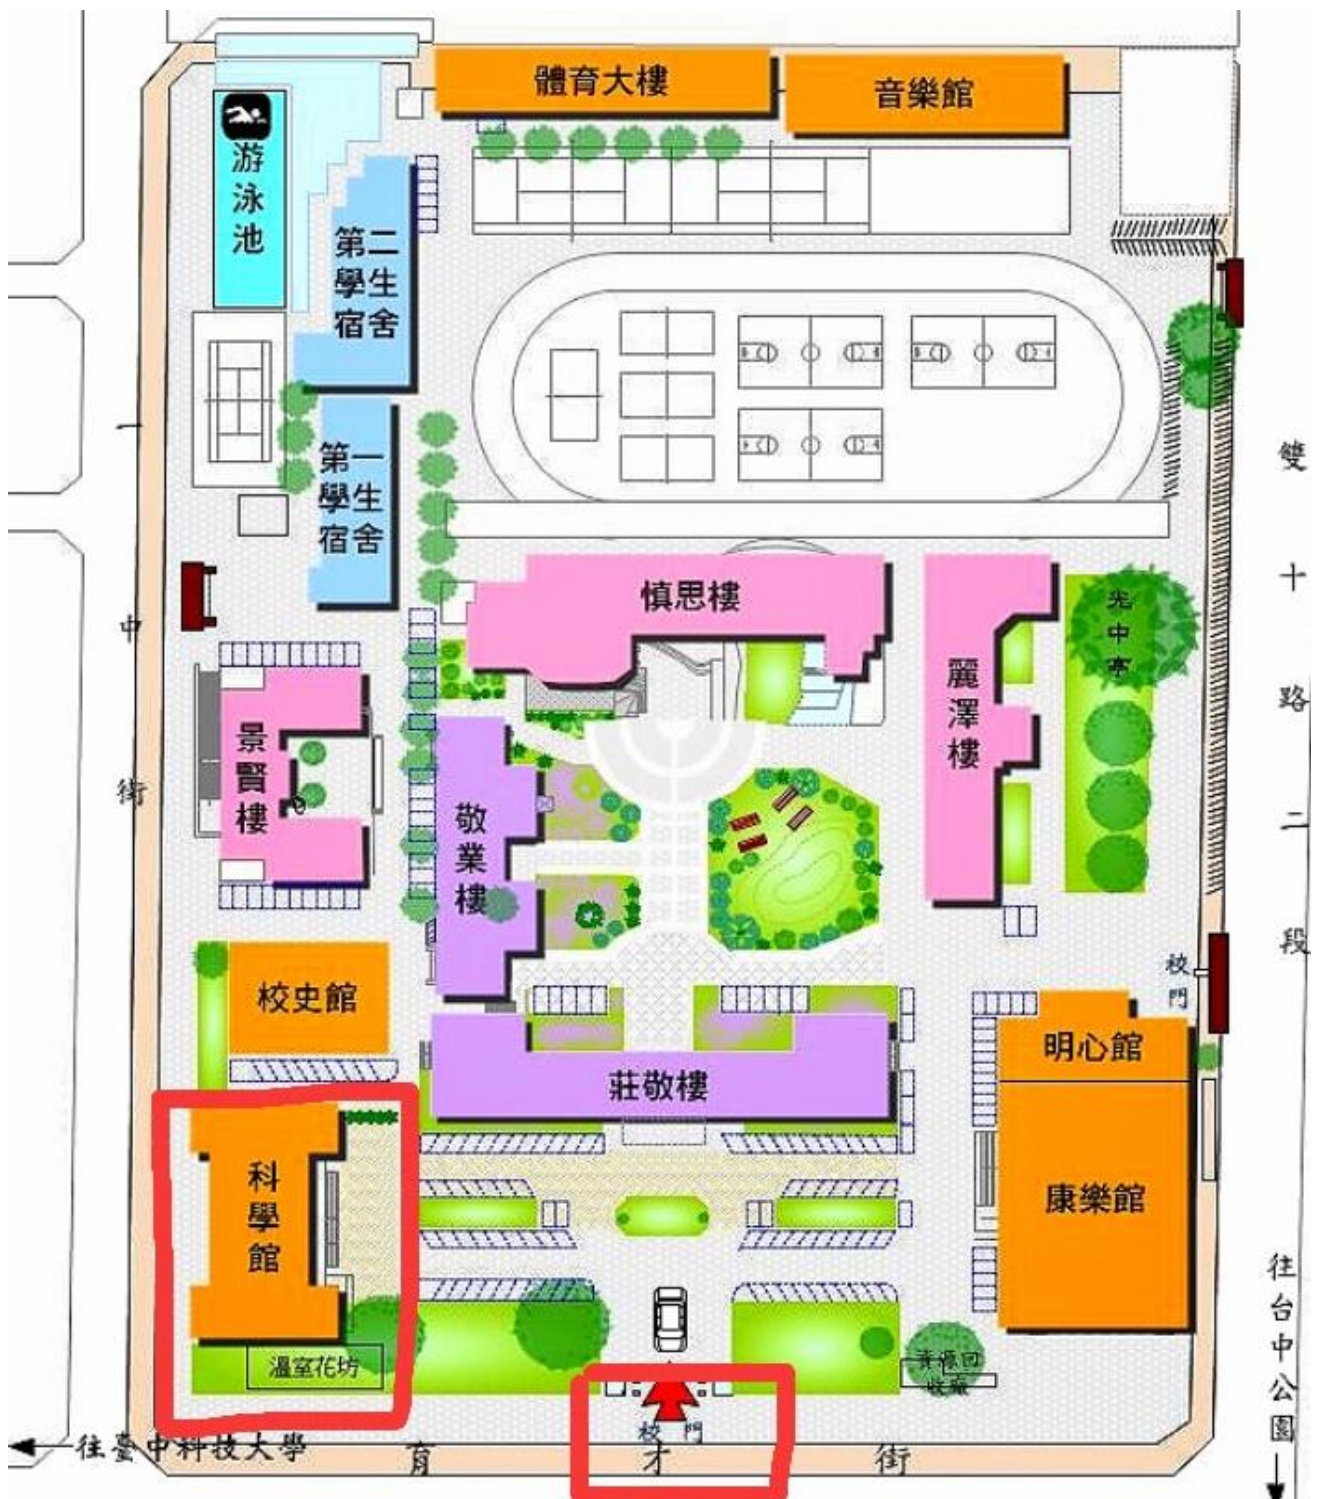 體育大樓
音樂館
游泳池
第二學生宿舍
第一學生宿舍
一中街
雙十路二段
慎思樓
光中亭
麗澤樓
景賢樓
敬業樓
校史館
校門
明心館
莊敬樓
科學館
康樂館
溫室花坊
資源回
收廠
往台中公園
校門
往臺中科技大學
育才街